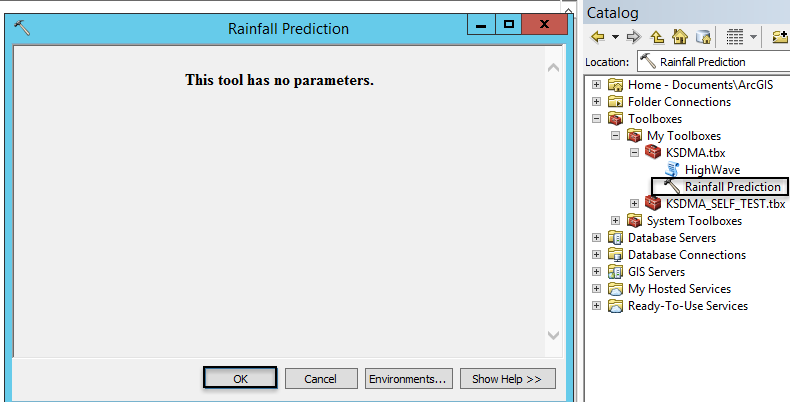 Rainfall Prediction
This tool has no parameters.
OK
Cancel
Environments...
Show Help >>
Catalog
Location: Rainfall Prediction
Home - Documents\ArcGIS
Folder Connections
Toolboxes
My Toolboxes
KSDMA.tbx
HighWave
Rainfall Prediction
KSDMA_SELF_TEST.tbx
System Toolboxes
Database Servers
Database Connections
GIS Servers
My Hosted Services
Ready-To-Use Services